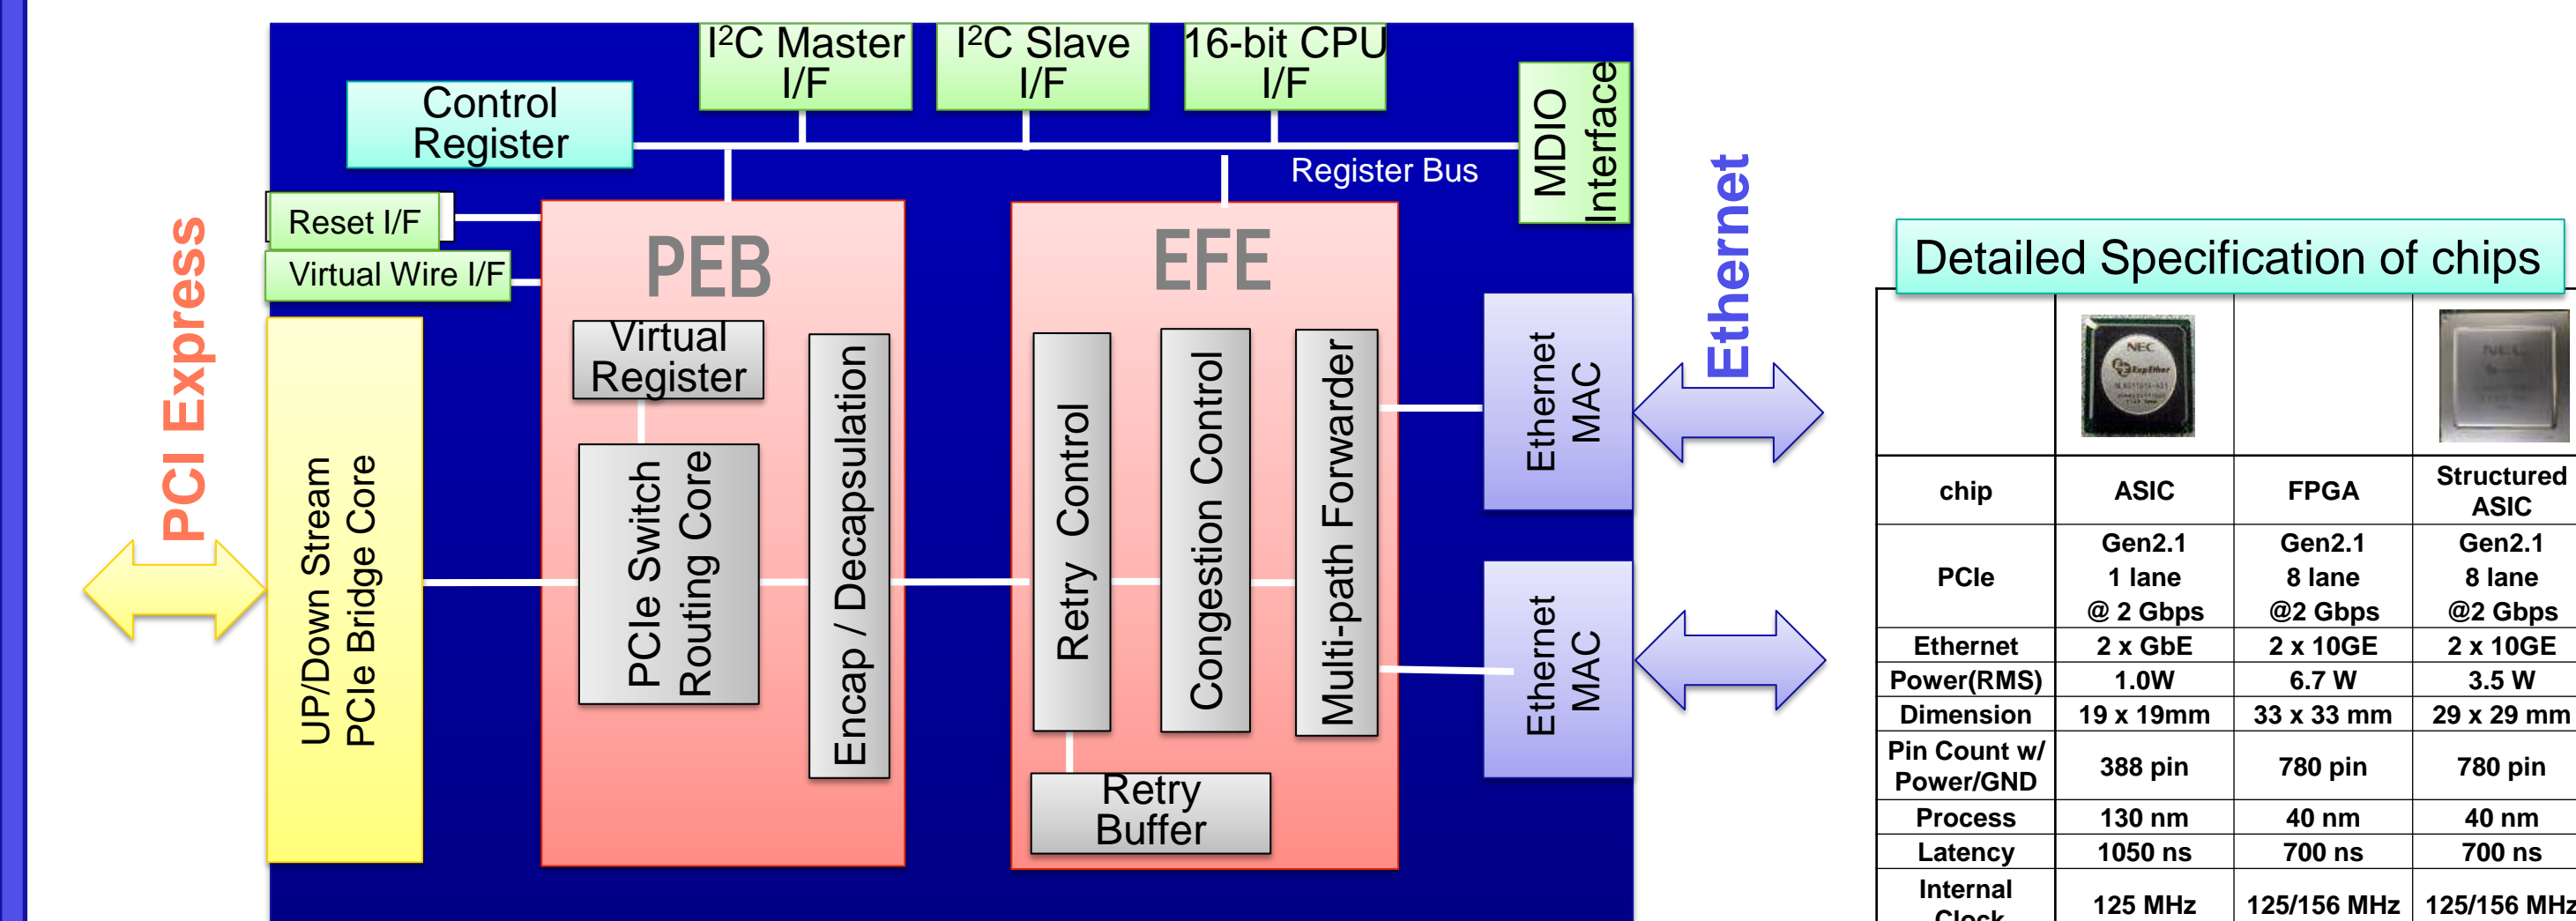 I²C Master
I/F
I²C Slave
I/F
16-bit CPU
I/F
Control
Register
MDIO
Interface
Register Bus
Reset I/F
Virtual Wire I/F
PCI Express
Ethernet
PEB
EFE
UP/Down Stream
PCIe Bridge Core
Virtual
Register
PCIe Switch
Routing Core
Encap / Decapsulation
Retry Control
Congestion Control
Multi-path Forwarder
Retry
Buffer
Ethernet
MAC
Ethernet
MAC
Detailed Specification of chips
NEC
ExpEther
NEC
chip ASIC FPGA Structured ASIC
PCIe Gen2.1 Gen2.1 Gen2.1
1 lane 8 lane 8 lane
@ 2 Gbps @2 Gbps @2 Gbps
Ethernet 2 x GbE 2 x 10GE 2 x 10GE
Power(RMS) 1.0W 6.7 W 3.5 W
Dimension 19 x 19mm 33 x 33 mm 29 x 29 mm
Pin Count w/ Power/GND 388 pin 780 pin 780 pin
Process 130 nm 40 nm 40 nm
Latency 1050 ns 700 ns 700 ns
Internal Clock 125 MHz 125/156 MHz 125/156 MHz